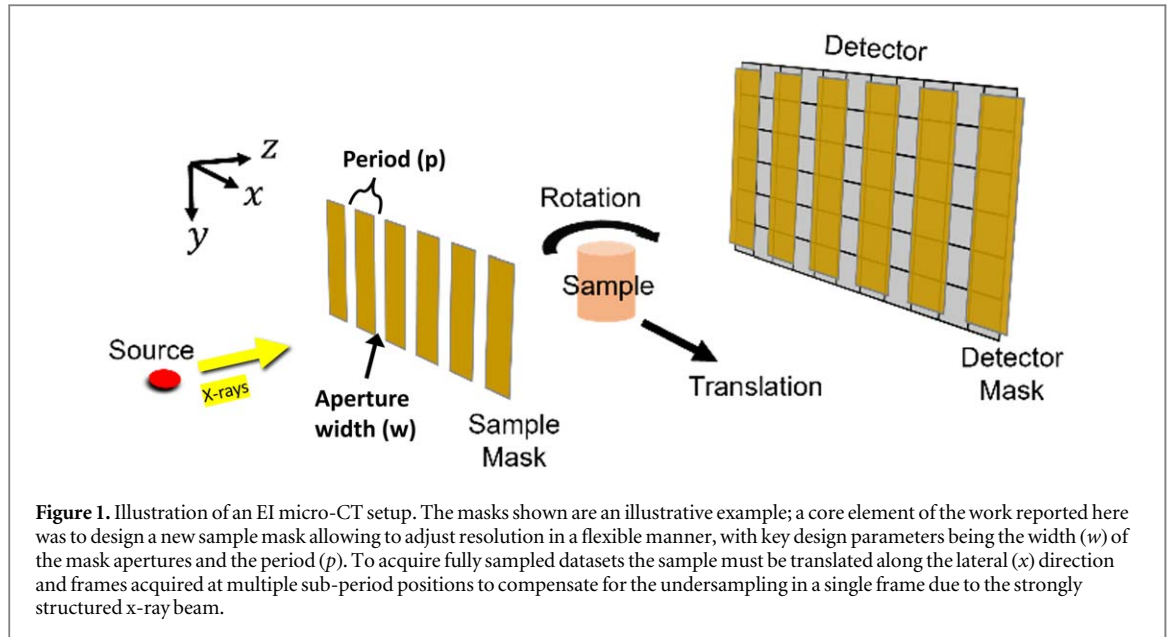 Detector
z
x
y
Period (p)
Rotation
Sample
Source
X-rays
Aperture
width (w)
Sample
Mask
Translation
Detector
Mask
Figure 1. Illustration of an EI micro-CT setup. The masks shown are an illustrative example; a core element of the work reported here
was to design a new sample mask allowing to adjust resolution in a flexible manner, with key design parameters being the width (w) of
the mask apertures and the period (p). To acquire fully sampled datasets the sample must be translated along the lateral (x) direction
and frames acquired at multiple sub-period positions to compensate for the undersampling in a single frame due to the strongly
structured x-ray beam.